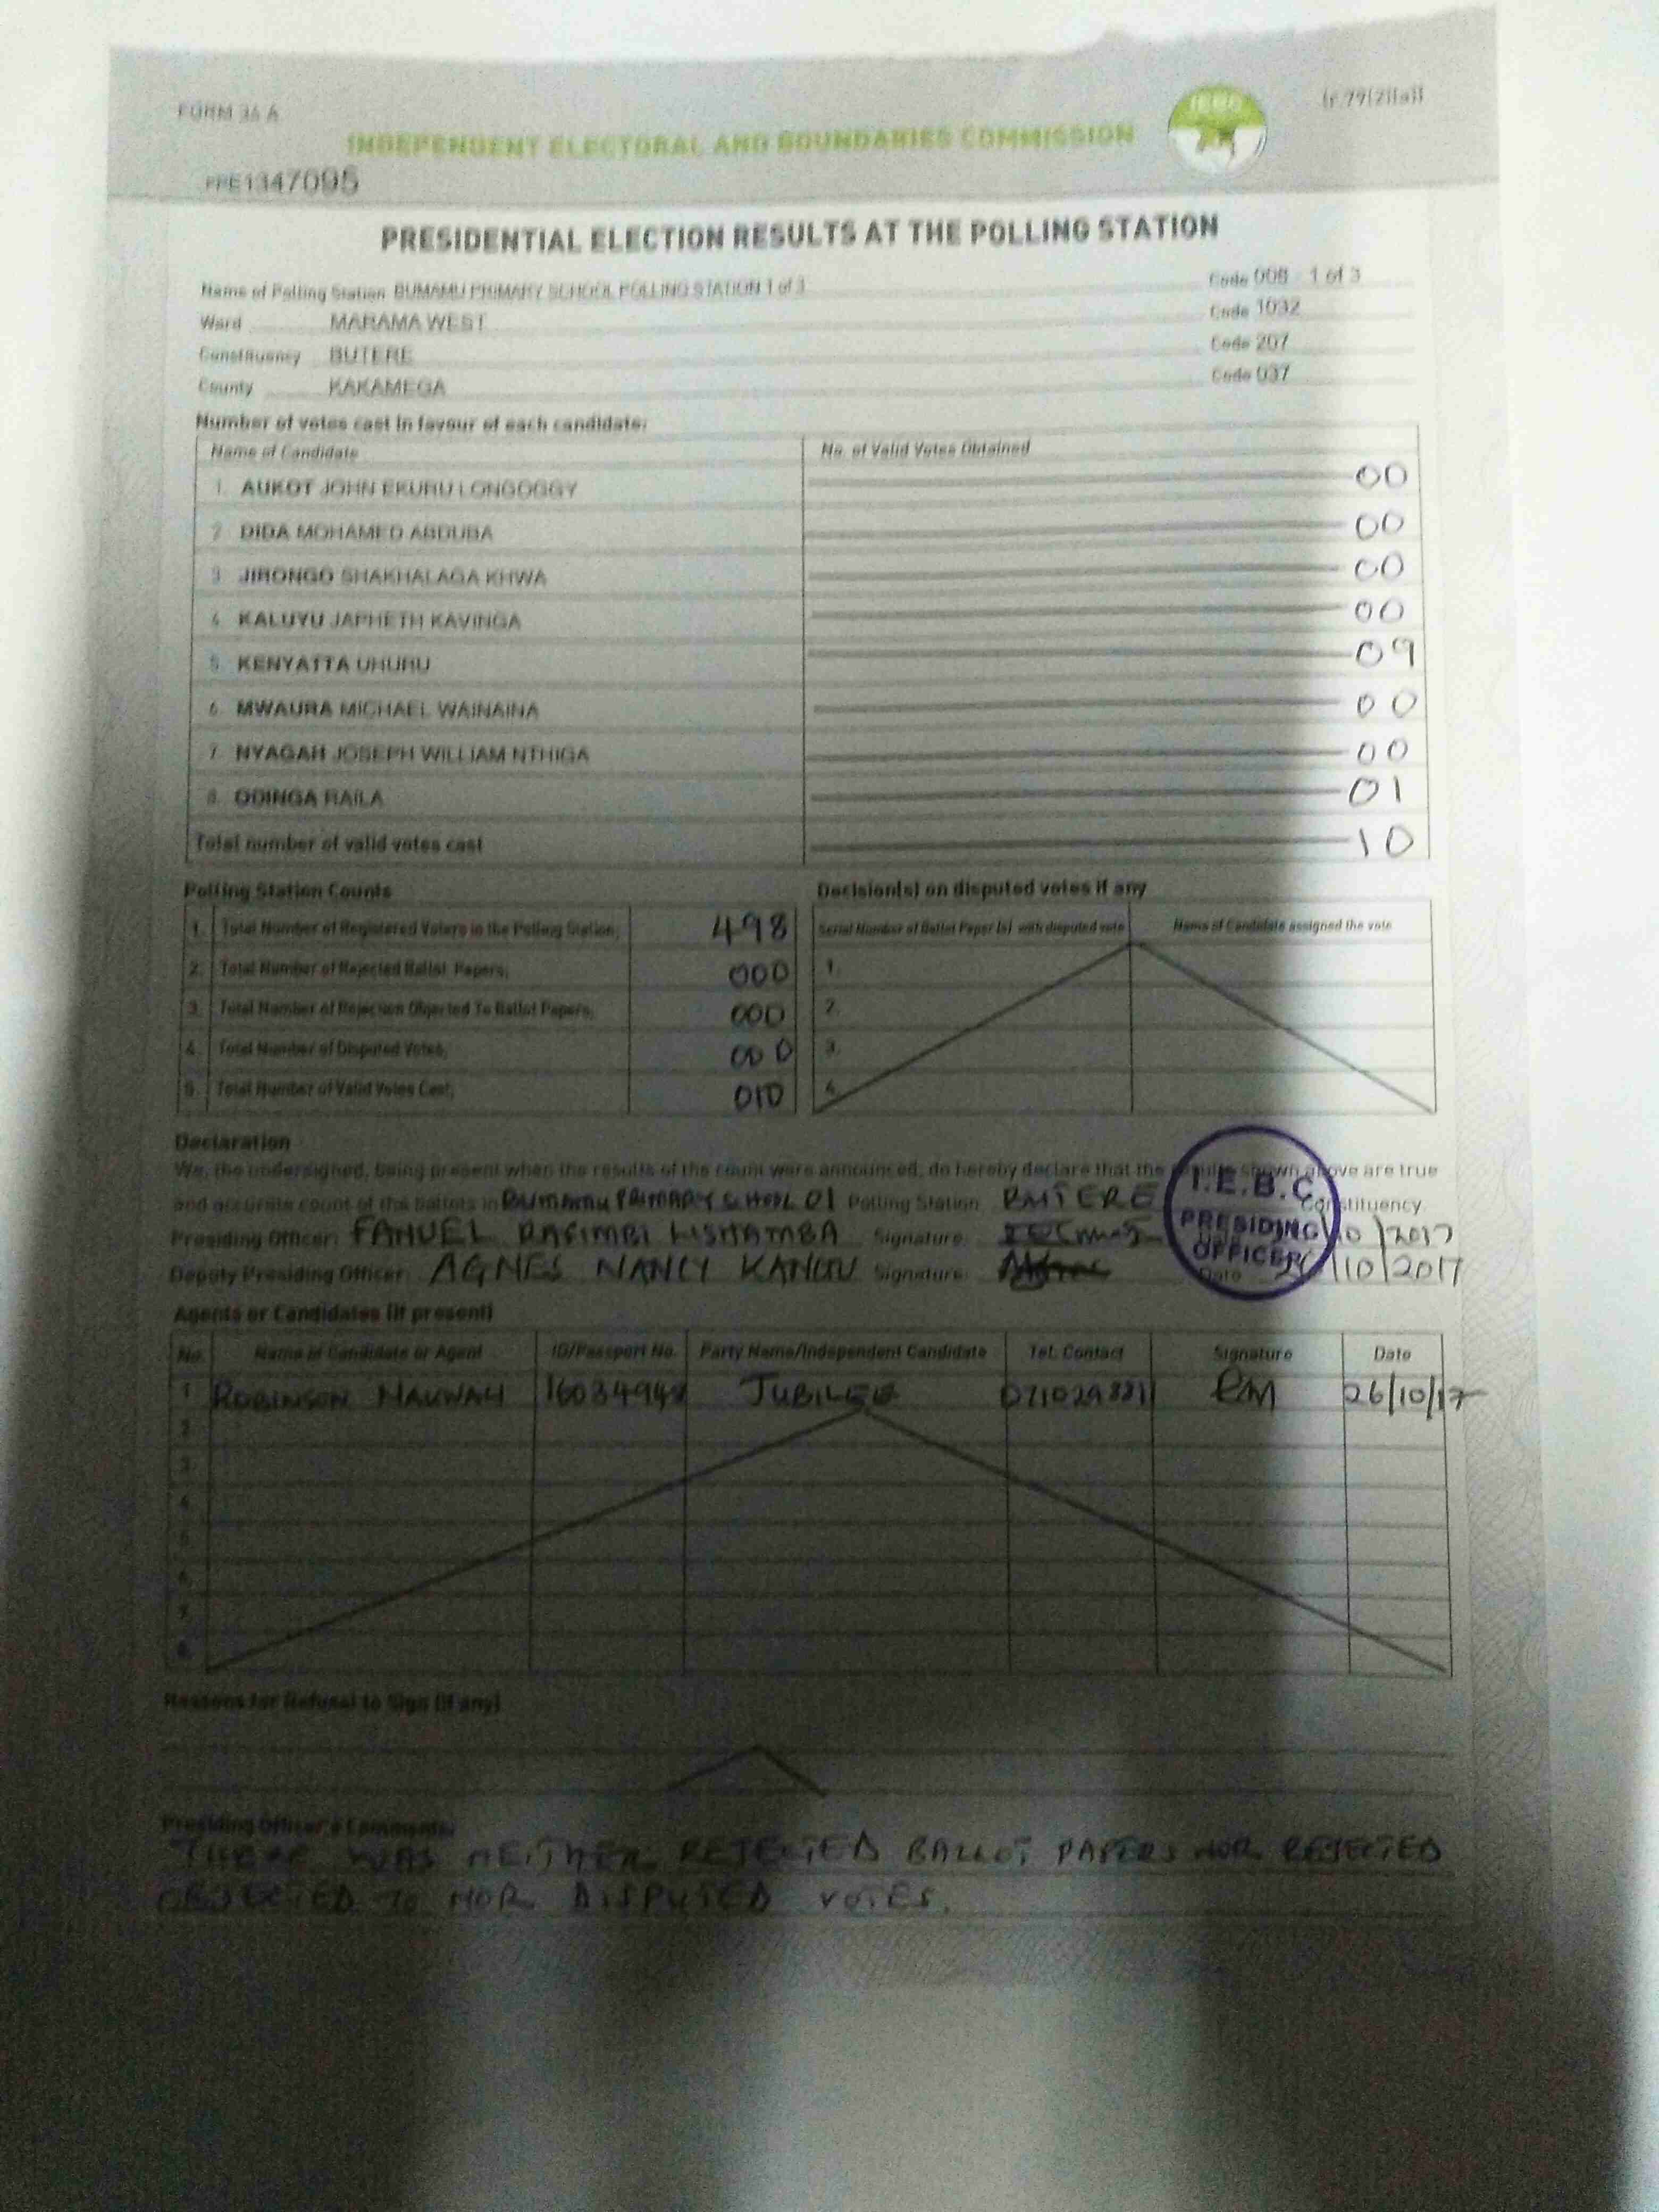 FORM 34 A
(r.79(2)(a))
INDEPENDENT ELECTORAL AND BOUNDARIES COMMISSION
IEBC
PRE1347095
PRESIDENTIAL ELECTION RESULTS AT THE POLLING STATION
Name of Polling Station BUMAMU PRIMARY SCHOOL POLLING STATION 1 of 3 Code 008 - 1 of 3
Ward MARAMA WEST Code 1032
Constituency BUTERE Code 207
County KAKAMEGA Code 037
Number of votes cast in favour of each candidate:
Name of Candidate No. of Valid Votes Obtained
1. AUKOT JOHN EKURU LONGOGGY 00
2. DIDA MOHAMED ABDUBA 00
3. JIRONGO SHAKHALAGA KHWA 00
4. KALUYU JAPHETH KAVINGA 00
5. KENYATTA UHURU 09
6. MWAURA MICHAEL WAINAINA 00
7. NYAGAH JOSEPH WILLIAM NTHIGA 00
8. ODINGA RAILA 01
Total number of valid votes cast 10
Polling Station Counts
1. Total Number of Registered Voters in the Polling Station; 498
2. Total Number of Rejected Ballot Papers; 000
3. Total Number of Rejection Objected To Ballot Papers; 000
4. Total Number of Disputed Votes; 000
5. Total Number of Valid Votes Cast; 010
Decision(s) on disputed votes if any
Serial Number of Ballot Paper (s) with disputed vote Name of Candidate assigned the vote
1.
2.
3.
4.
Declaration
We, the undersigned, being present when the results of the count were announced, do hereby declare that the results shown above are true
and accurate count of the ballots in BUMAMU PRIMARY SCHOOL 01 Polling Station BUTERE Constituency
Presiding Officer: FANUEL LISHAMBA Signature: /10/2017
Deputy Presiding Officer: AGNES NANCY Signature: Date /10/2017
I.E.B.C.
PRESIDING
OFFICER
Agents or Candidates (if present)
No. Name of Candidate or Agent ID/Passport No. Party Name/Independent Candidate Tel. Contact Signature Date
1 ROBINSON JUBILEE RM 26/10/17
2
3
4
5
6
7
8
Reasons for Refusal to Sign (if any)
Presiding Officer's Comments:
THERE WAS NEITHER REJECTED BALLOT PAPERS NOR REJECTED
OBJECTED TO NOR DISPUTED VOTES.